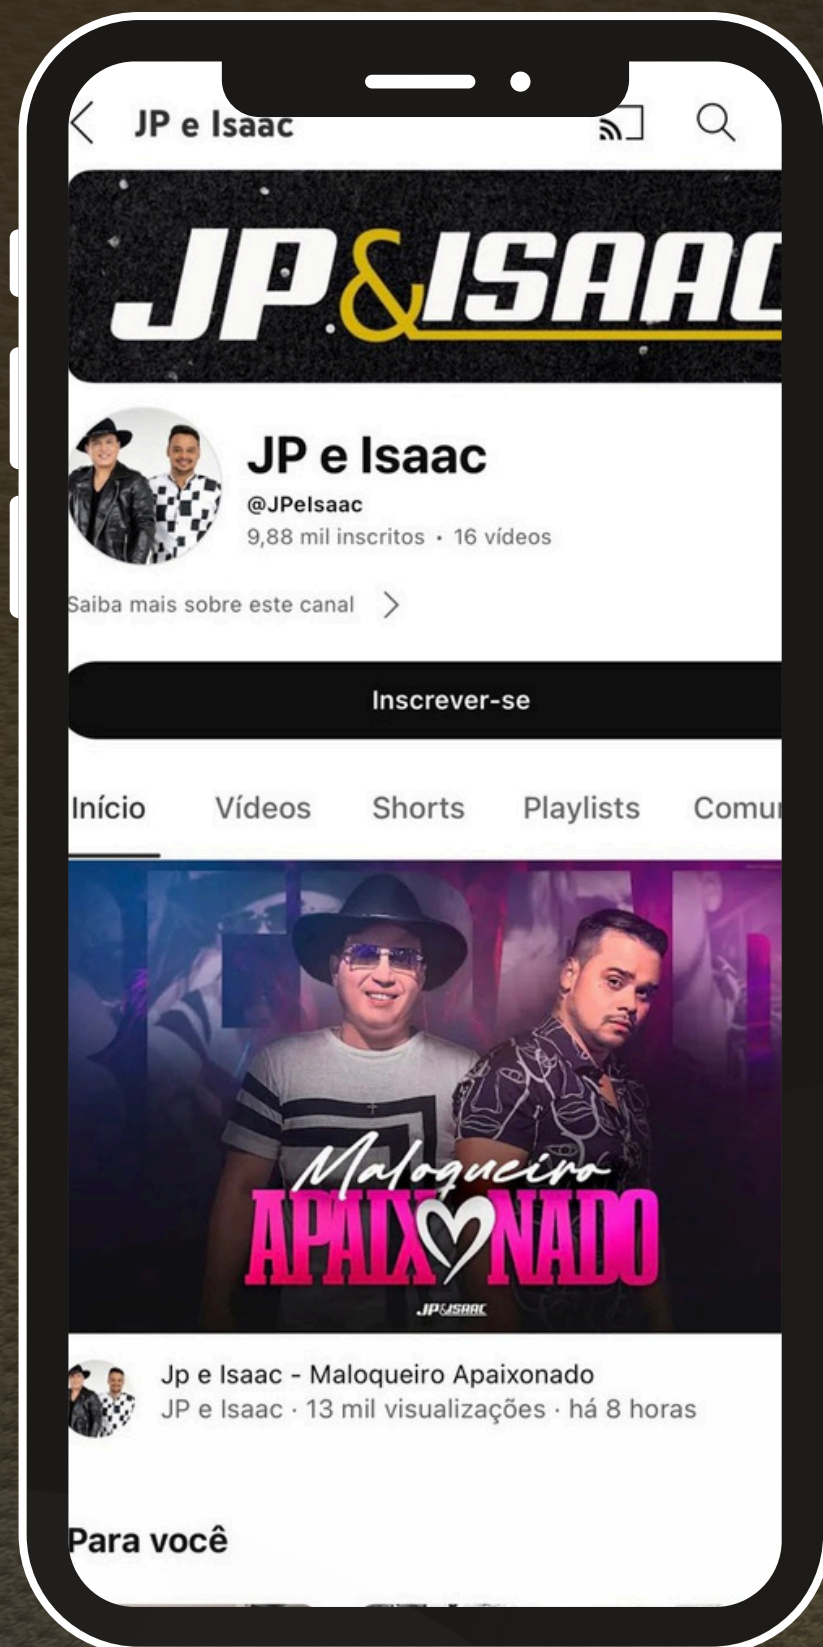 JP e Isaac
JP & ISAAC
JP e Isaac
@JPeIsaac
9,88 mil inscritos • 16 vídeos
Saiba mais sobre este canal
Inscrever-se
Início Vídeos Shorts Playlists Comun
Maloqueiro
APAIXONADO
JP&ISAAC
Jp e Isaac - Maloqueiro Apaixonado
JP e Isaac · 13 mil visualizações · há 8 horas
Para você